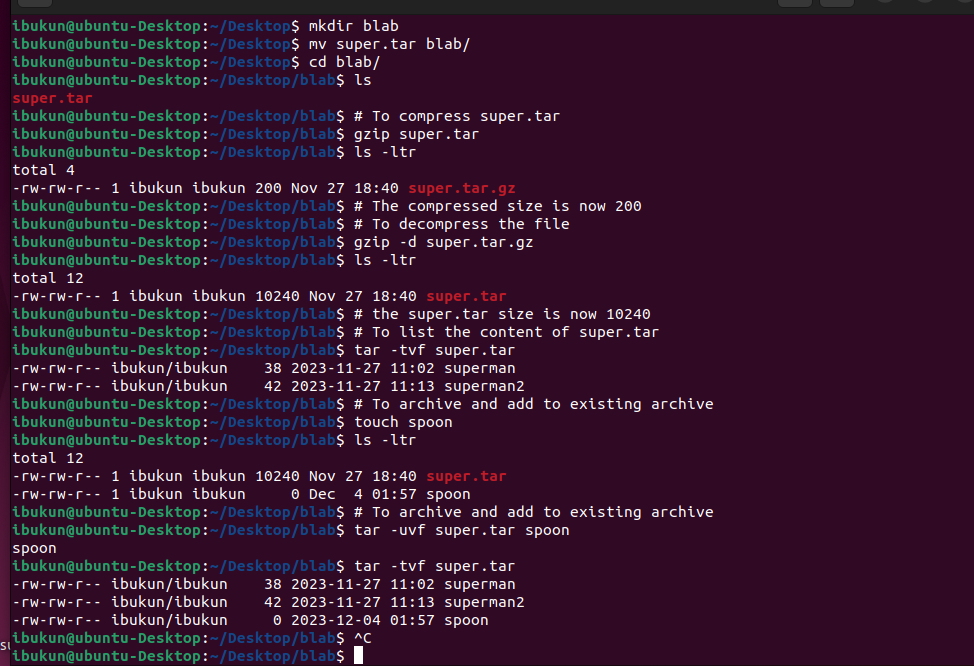 ibukun@ubuntu-Desktop:~/Desktop$ mkdir blab
ibukun@ubuntu-Desktop:~/Desktop$ mv super.tar blab/
ibukun@ubuntu-Desktop:~/Desktop$ cd blab/
ibukun@ubuntu-Desktop:~/Desktop/blab$ ls
super.tar
ibukun@ubuntu-Desktop:~/Desktop/blab$ # To compress super.tar
ibukun@ubuntu-Desktop:~/Desktop/blab$ gzip super.tar
ibukun@ubuntu-Desktop:~/Desktop/blab$ ls -ltr
total 4
-rw-rw-r-- 1 ibukun ibukun 200 Nov 27 18:40 super.tar.gz
ibukun@ubuntu-Desktop:~/Desktop/blab$ # The compressed size is now 200
ibukun@ubuntu-Desktop:~/Desktop/blab$ # To decompress the file
ibukun@ubuntu-Desktop:~/Desktop/blab$ gzip -d super.tar.gz
ibukun@ubuntu-Desktop:~/Desktop/blab$ ls -ltr
total 12
-rw-rw-r-- 1 ibukun ibukun 10240 Nov 27 18:40 super.tar
ibukun@ubuntu-Desktop:~/Desktop/blab$ # the super.tar size is now 10240
ibukun@ubuntu-Desktop:~/Desktop/blab$ # To list the content of super.tar
ibukun@ubuntu-Desktop:~/Desktop/blab$ tar -tvf super.tar
-rw-rw-r-- ibukun/ibukun    38 2023-11-27 11:02 superman
-rw-rw-r-- ibukun/ibukun    42 2023-11-27 11:13 superman2
ibukun@ubuntu-Desktop:~/Desktop/blab$ # To archive and add to existing archive
ibukun@ubuntu-Desktop:~/Desktop/blab$ touch spoon
ibukun@ubuntu-Desktop:~/Desktop/blab$ ls -ltr
total 12
-rw-rw-r-- 1 ibukun ibukun 10240 Nov 27 18:40 super.tar
-rw-rw-r-- 1 ibukun ibukun     0 Dec  4 01:57 spoon
ibukun@ubuntu-Desktop:~/Desktop/blab$ # To archive and add to existing archive
ibukun@ubuntu-Desktop:~/Desktop/blab$ tar -uvf super.tar spoon
spoon
ibukun@ubuntu-Desktop:~/Desktop/blab$ tar -tvf super.tar
-rw-rw-r-- ibukun/ibukun    38 2023-11-27 11:02 superman
-rw-rw-r-- ibukun/ibukun    42 2023-11-27 11:13 superman2
-rw-rw-r-- ibukun/ibukun     0 2023-12-04 01:57 spoon
ibukun@ubuntu-Desktop:~/Desktop/blab$ ^C
ibukun@ubuntu-Desktop:~/Desktop/blab$